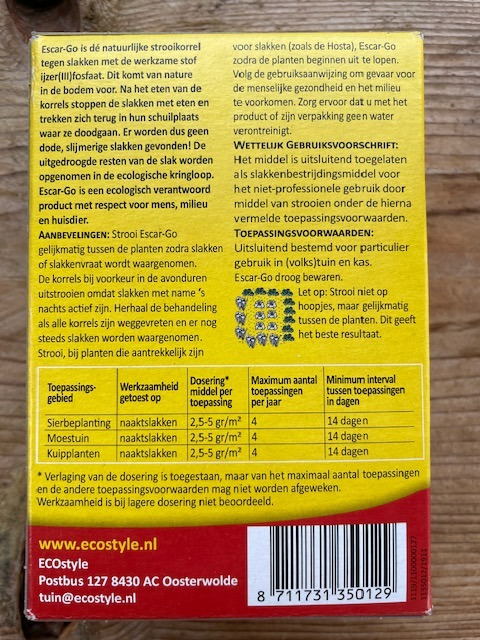 Escar-Go is dé natuurlijke strooikorrel
tegen slakken met de werkzame stof
ijzer(III)fosfaat. Dit komt van nature
in de bodem voor. Na het eten van de
korrels stoppen de slakken met eten en
trekken zich terug in hun schuilplaats
waar ze doodgaan. Er worden dus geen
dode, slijmerige slakken gevonden! De
uitgedroogde resten van de slak worden
opgenomen in de ecologische kringloop.
Escar-Go is een ecologisch verantwoord
product met respect voor mens, milieu
en huisdier.
AANBEVELINGEN: Strooi Escar-Go
gelijkmatig tussen de planten zodra slakken
of slakkenvraat wordt waargenomen.
De korrels bij voorkeur in de avonduren
uitstrooien omdat slakken met name 's
nachts actief zijn. Herhaal de behandeling
als alle korrels zijn weggevreten en er nog
steeds slakken worden waargenomen.
Strooi, bij planten die aantrekkelijk zijn
voor slakken (zoals de Hosta), Escar-Go
zodra de planten beginnen uit te lopen.
Volg de gebruiksaanwijzing om gevaar voor
de menselijke gezondheid en het milieu
te voorkomen. Zorg ervoor dat u met het
product of zijn verpakking geen water
verontreinigt.
WETTELIJK GEBRUIKSVOORSCHRIFT:
Het middel is uitsluitend toegelaten
als slakkenbestrijdingsmiddel voor
het niet-professionele gebruik door
middel van strooien onder de hierna
vermelde toepassingsvoorwaarden.
TOEPASSINGSVOORWAARDEN:
Uitsluitend bestemd voor particulier
gebruik in (volks)tuin en kas.
Escar-Go droog bewaren.
Let op: Strooi niet op
hoopjes, maar gelijkmatig
tussen de planten. Dit geeft
het beste resultaat.
Toepassings-
gebied
Werkzaamheid
getoest op
Dosering*
middel per
toepassing
Maximum aantal
toepassingen
per jaar
Minimum interval
tussen toepassingen
in dagen
Sierbeplanting naaktslakken 2,5-5 gr/m² 4 14 dagen
Moestuin naaktslakken 2,5-5 gr/m² 4 14 dagen
Kuipplanten naaktslakken 2,5-5 gr/m² 4 14 dagen
* Verlaging van de dosering is toegestaan, maar van het maximaal aantal toepassingen
en de andere toepassingsvoorwaarden mag niet worden afgeweken.
Werkzaamheid is bij lagere dosering niet beoordeeld.
www.ecostyle.nl
ECOstyle
Postbus 127 8430 AC Oosterwolde
tuin@ecostyle.nl
8 711731 350129